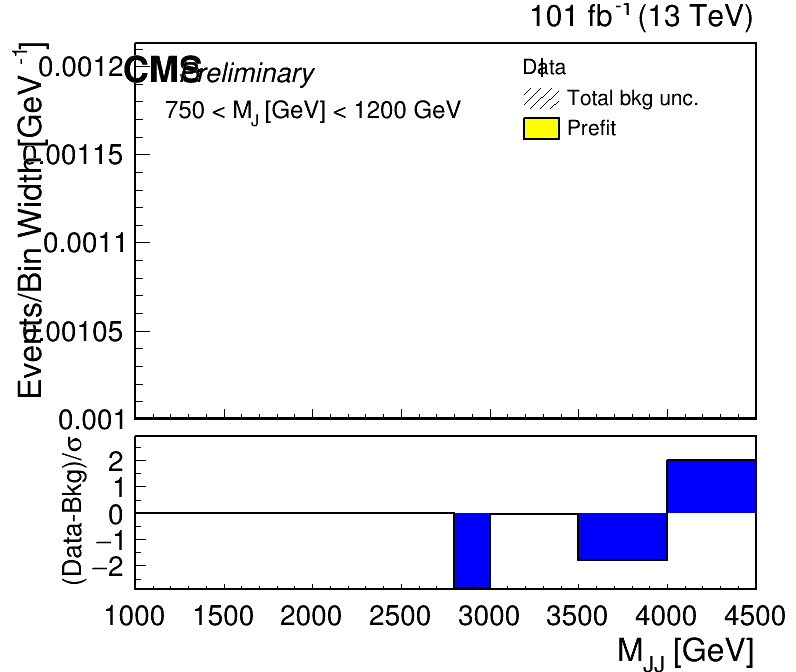 101 fb-1 (13 TeV)
CMS Preliminary
750 < MJ [GeV] < 1200 GeV
Data
Total bkg unc.
Prefit
Events/Bin Width [GeV-1]
0.0012
0.00115
0.0011
0.00105
0.001
(Data-Bkg)/σ
2
1
0
−1
−2
1000 1500 2000 2500 3000 3500 4000 4500
MJJ [GeV]